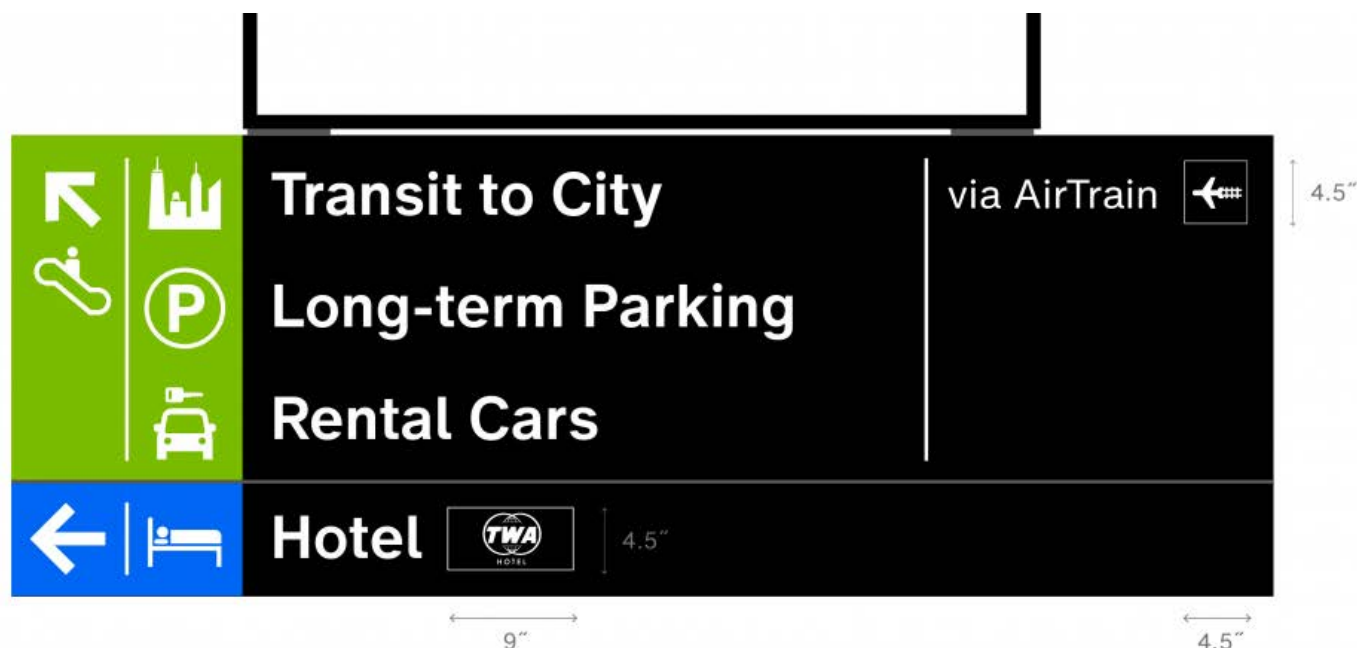 Transit to City
via AirTrain
4.5″
P
Long-term Parking
Rental Cars
Hotel
TWA
HOTEL
4.5″
9″
4.5″